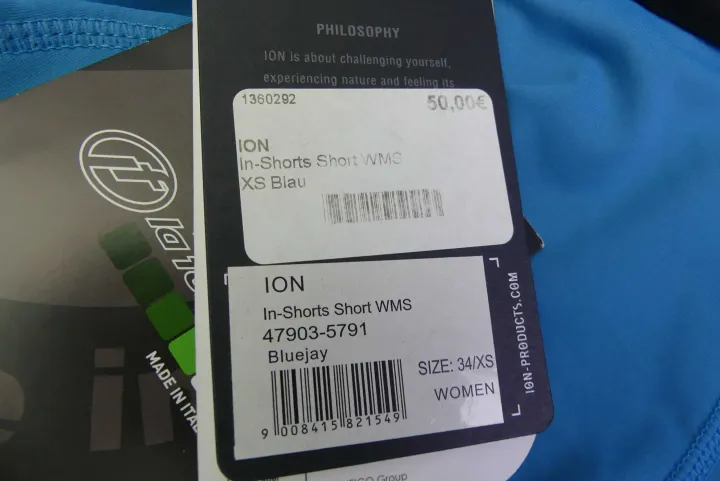 PHILOSOPHY
ION is about challenging yourself,
experiencing nature and feeling its
1360292
50,00€
ION
In-Shorts Short WMS
XS Blau
ION
In-Shorts Short WMS
47903-5791
Bluejay
SIZE: 34/XS
WOMEN
9 008415 821549
ION-PRODUCTS.COM
MADE IN ITAL
Group